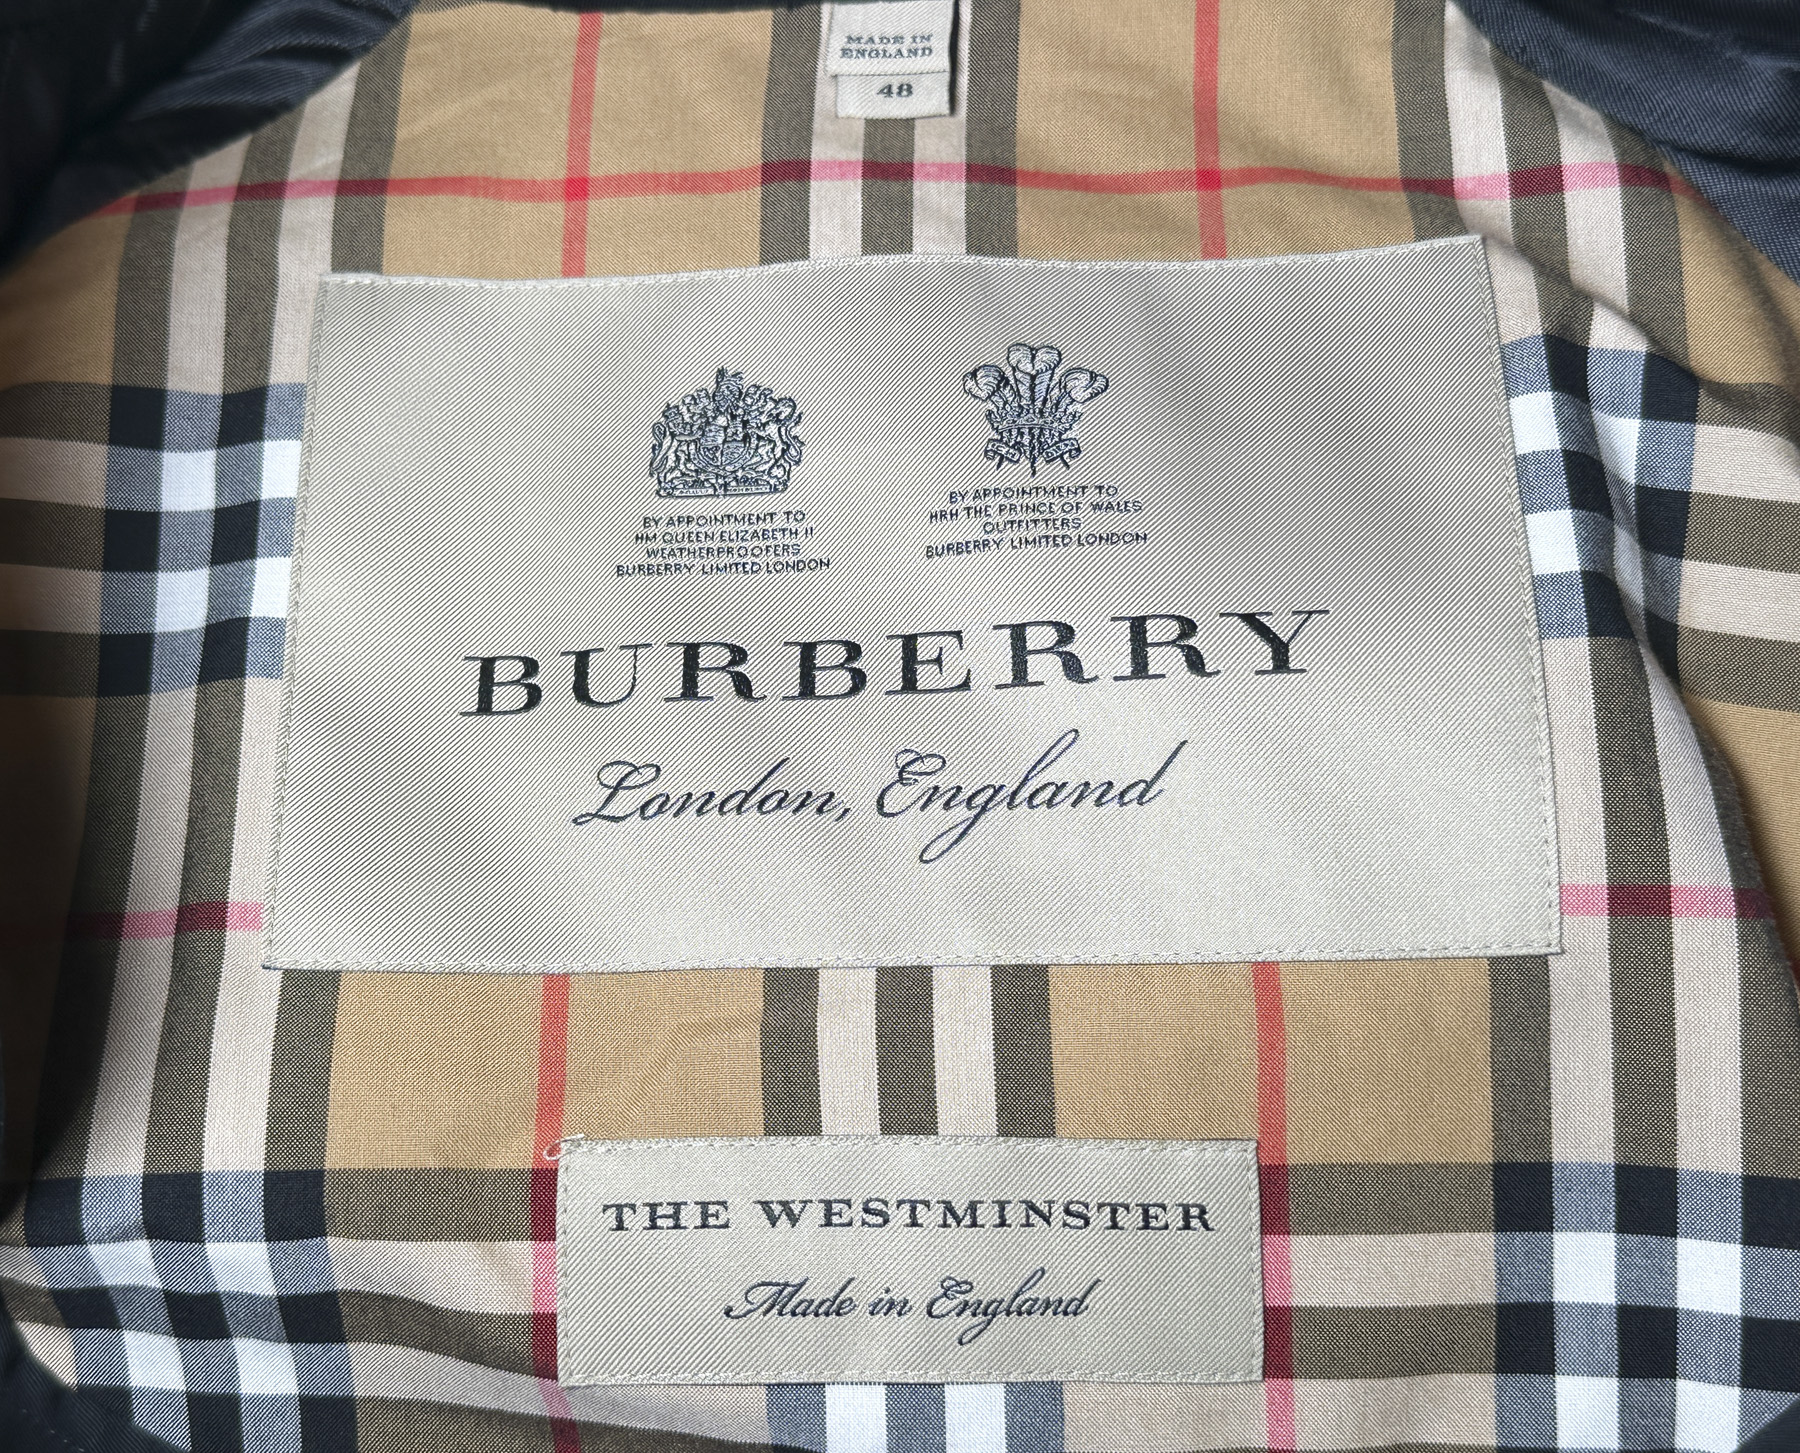 MADE IN
ENGLAND
48
BY APPOINTMENT TO
HM QUEEN ELIZABETH II
WEATHERPROOFERS
BURBERRY LIMITED LONDON
BY APPOINTMENT TO
HRH THE PRINCE OF WALES
OUTFITTERS
BURBERRY LIMITED LONDON
BURBERRY
London, England
THE WESTMINSTER
Made in England